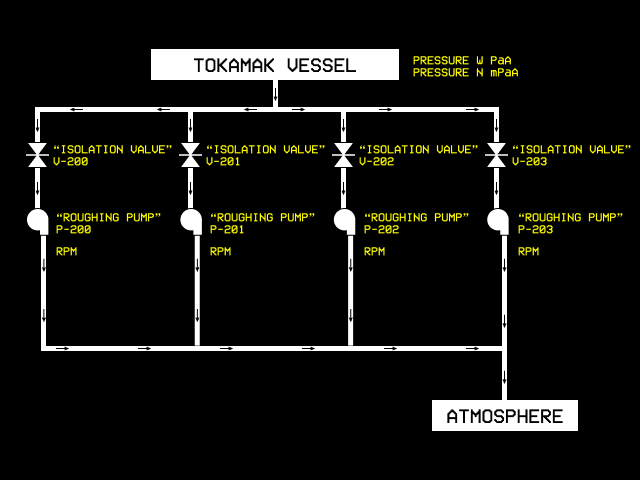 TOKAMAK VESSEL
PRESSURE W PaA
PRESSURE N mPaA
“ISOLATION VALVE”
V-200
“ISOLATION VALVE”
V-201
“ISOLATION VALVE”
V-202
“ISOLATION VALVE”
V-203
“ROUGHING PUMP”
P-200
RPM
“ROUGHING PUMP”
P-201
RPM
“ROUGHING PUMP”
P-202
RPM
“ROUGHING PUMP”
P-203
RPM
ATMOSPHERE